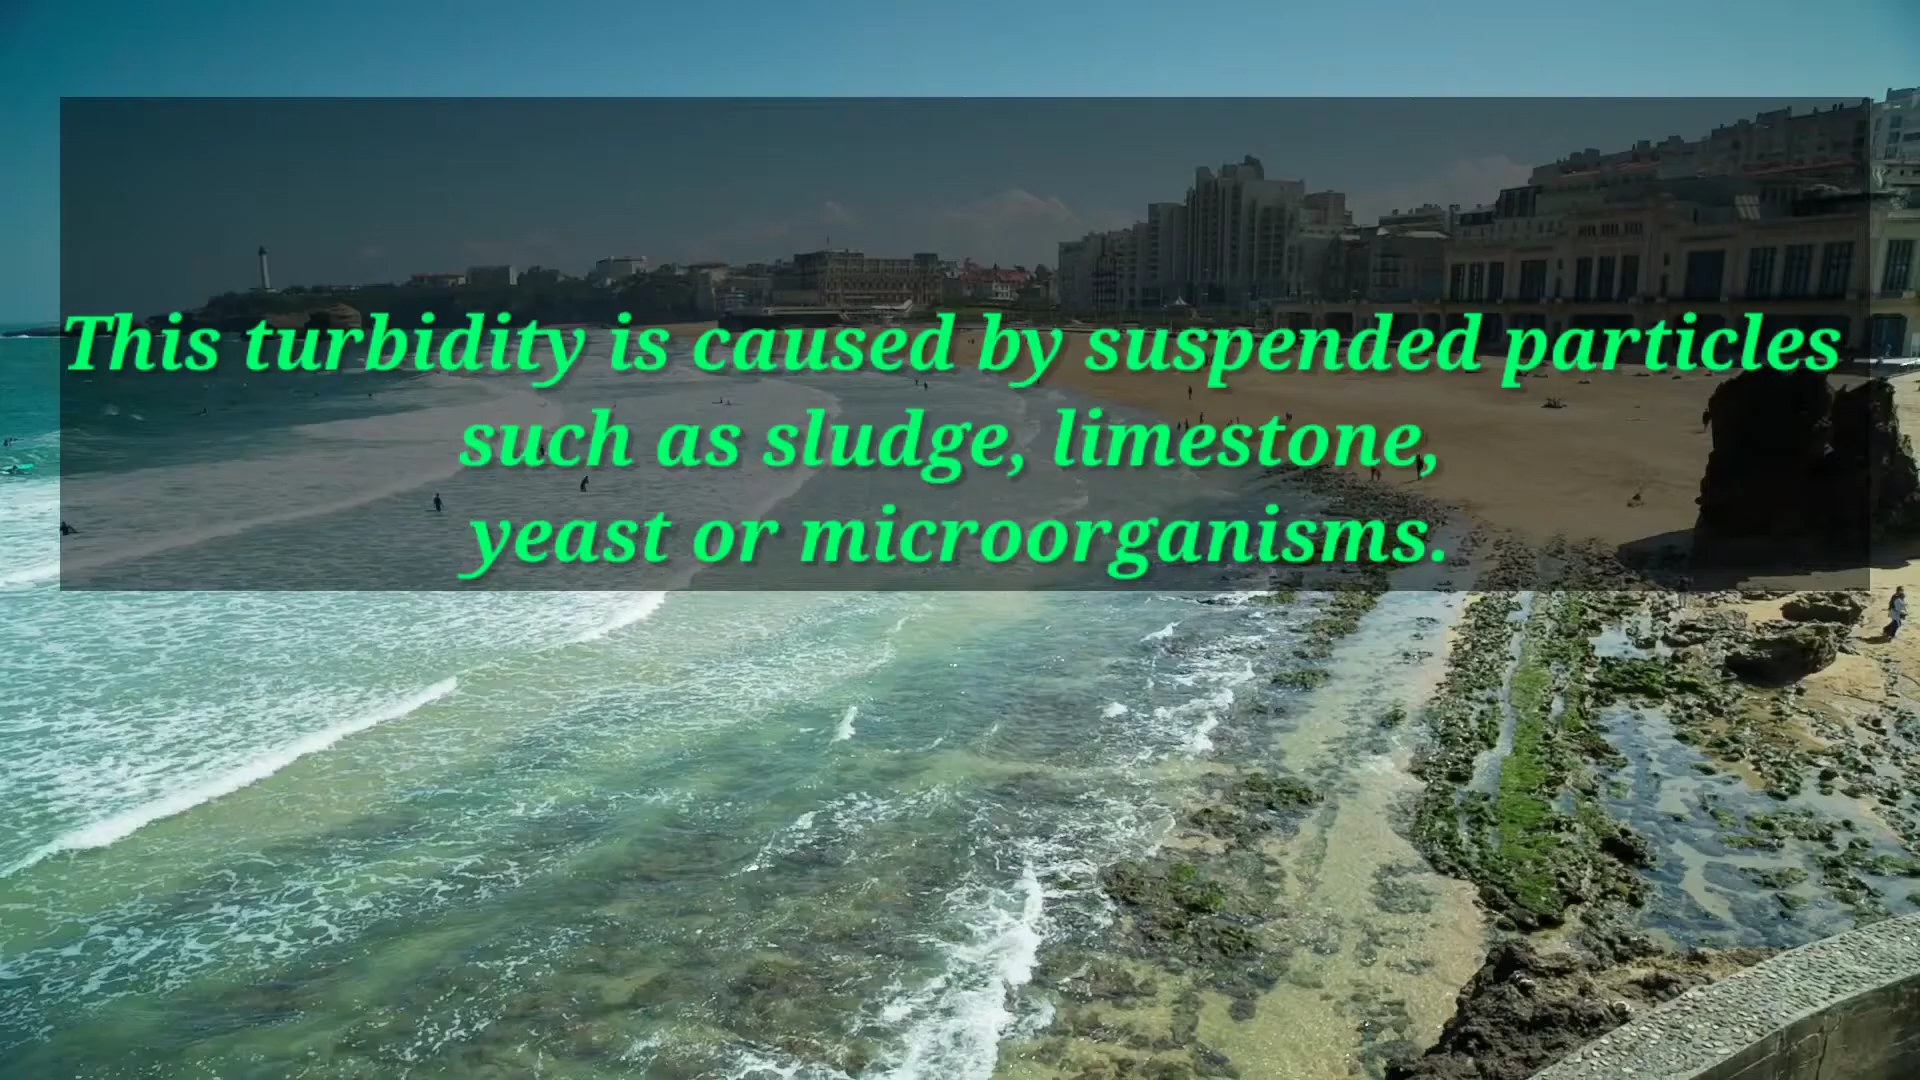 This turbidity is caused by suspended particles
such as sludge, limestone,
yeast or microorganisms.